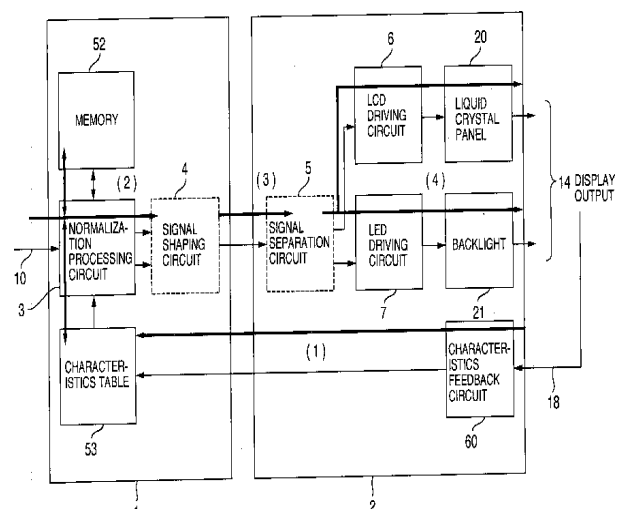 52
MEMORY
6
LCD
DRIVING
CIRCUIT
20
LIQUID
CRYSTAL
PANEL
(2)
4
(3)
5
(4)
14 DISPLAY
OUTPUT
NORMALIZA-
TION
PROCESSING
CIRCUIT
SIGNAL
SHAPING
CIRCUIT
SIGNAL
SEPARATION
CIRCUIT
LED
DRIVING
CIRCUIT
BACKLIGHT
10
3
7
21
(1)
CHARACTER-
ISTICS TABLE
CHARACTER-
ISTICS
FEEDBACK
CIRCUIT
18
53
60
2